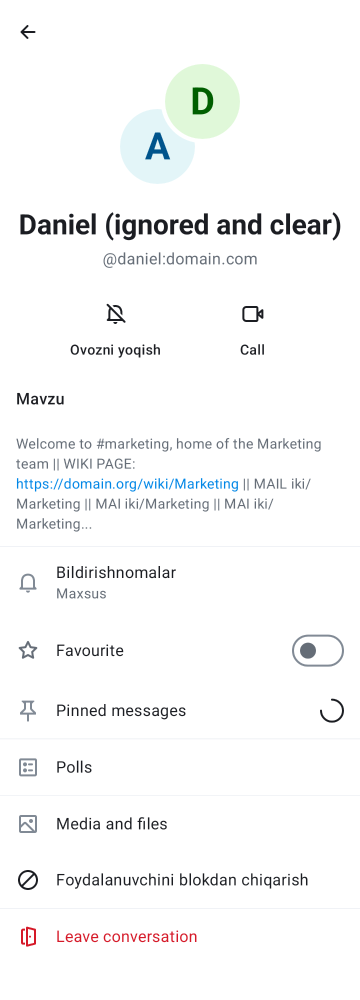 D
A
Daniel (ignored and clear)
@daniel:domain.com
Ovozni yoqish
Call
Mavzu
Welcome to #marketing, home of the Marketing
team || WIKI PAGE:
https://domain.org/wiki/Marketing || MAIL iki/
Marketing || MAI iki/Marketing || MAI iki/
Marketing...
Bildirishnomalar
Maxsus
Favourite
Pinned messages
Polls
Media and files
Foydalanuvchini blokdan chiqarish
Leave conversation